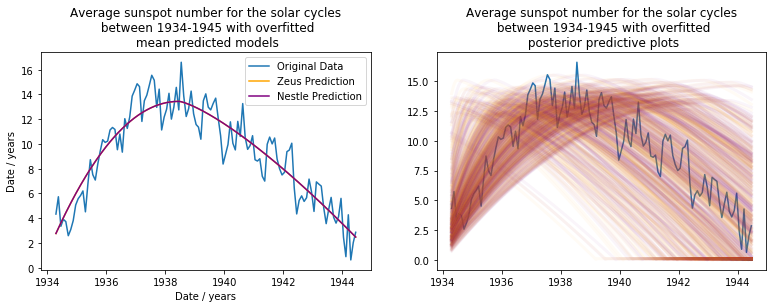 Average sunspot number for the solar cycles
between 1934-1945 with overfitted
mean predicted models
Original Data
Zeus Prediction
Nestle Prediction
Date / years
16
14
12
10
8
6
4
2
0
1934
1936
1938
1940
1942
1944
Date / years
Average sunspot number for the solar cycles
between 1934-1945 with overfitted
posterior predictive plots
15.0
12.5
10.0
7.5
5.0
2.5
0.0
1934
1936
1938
1940
1942
1944